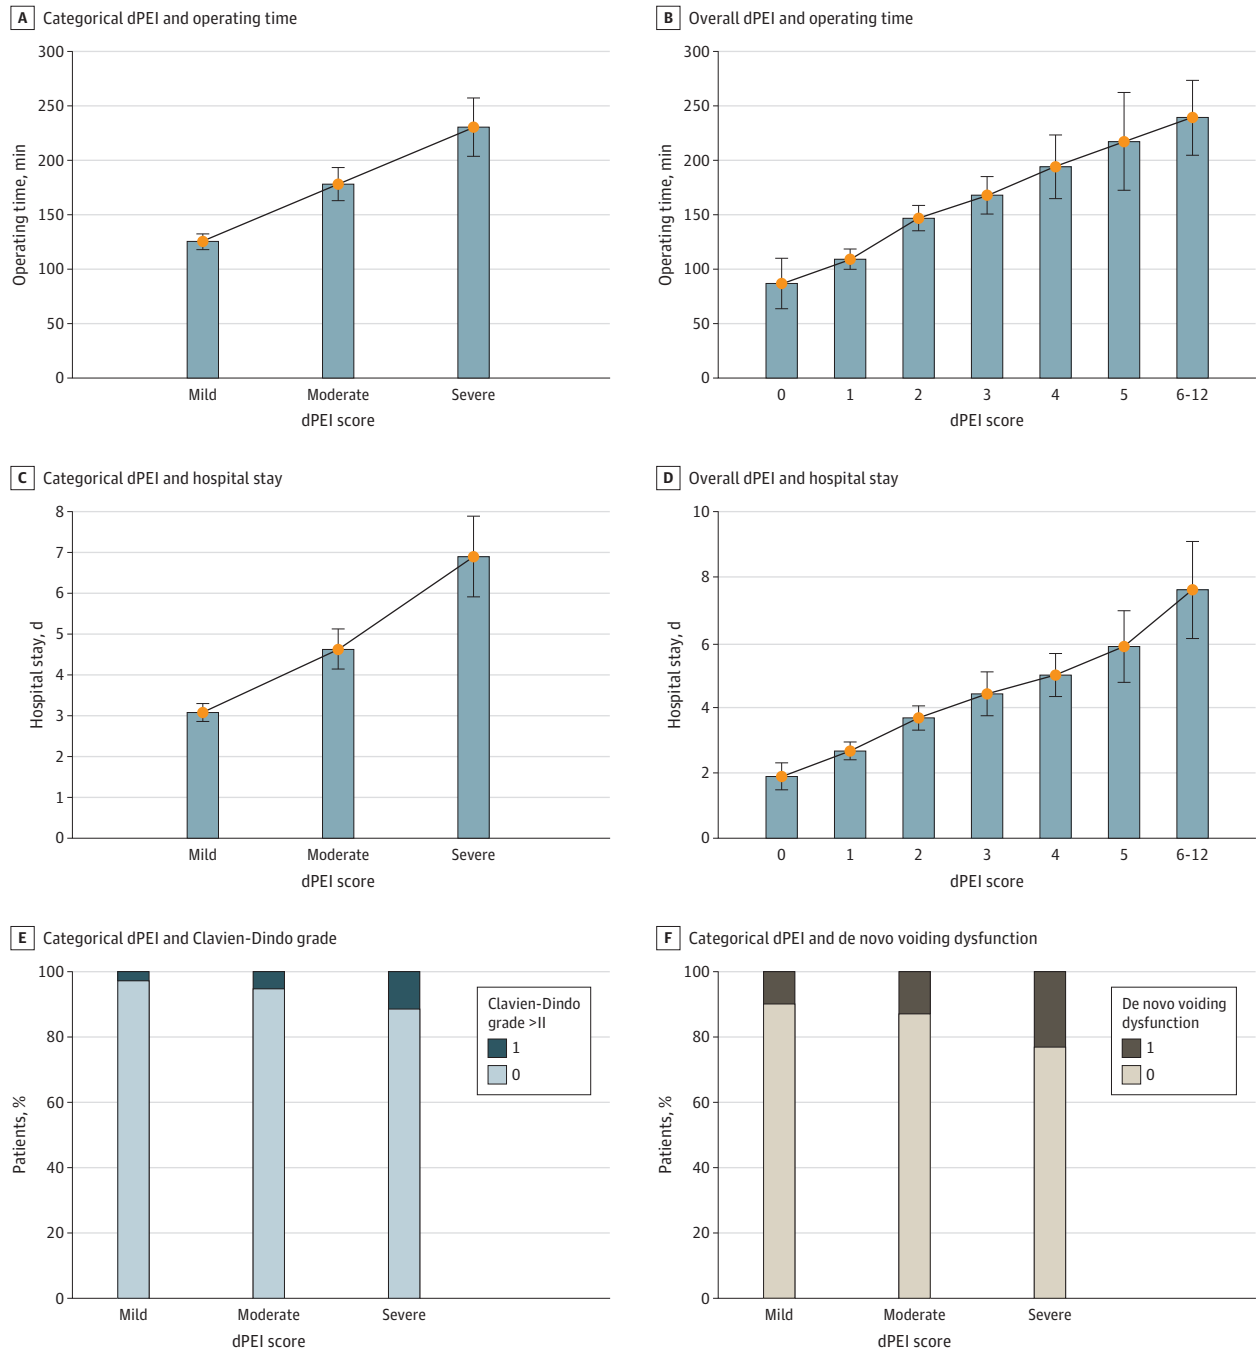 A Categorical dPEI and operating time
300
250
200
150
100
50
0
Operating time, min
Mild Moderate Severe
dPEI score
B Overall dPEI and operating time
300
250
200
150
100
50
0
Operating time, min
0 1 2 3 4 5 6-12
dPEI score
C Categorical dPEI and hospital stay
8
7
6
5
4
3
2
1
0
Hospital stay, d
Mild Moderate Severe
dPEI score
D Overall dPEI and hospital stay
10
8
6
4
2
0
Hospital stay, d
0 1 2 3 4 5 6-12
dPEI score
E Categorical dPEI and Clavien-Dindo grade
100
80
60
40
20
0
Patients, %
Clavien-Dindo
grade >II
1
0
Mild Moderate Severe
dPEI score
F Categorical dPEI and de novo voiding dysfunction
100
80
60
40
20
0
Patients, %
De novo voiding
dysfunction
1
0
Mild Moderate Severe
dPEI score